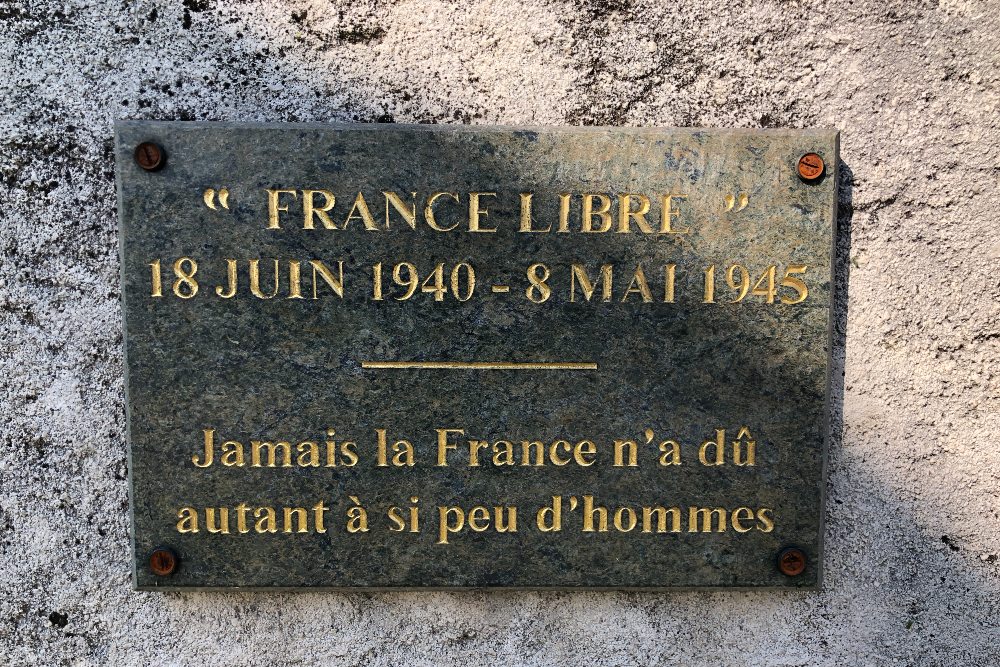 “ FRANCE LIBRE ”
18 JUIN 1940 - 8 MAI 1945
Jamais la France n’a dû
autant à si peu d’hommes